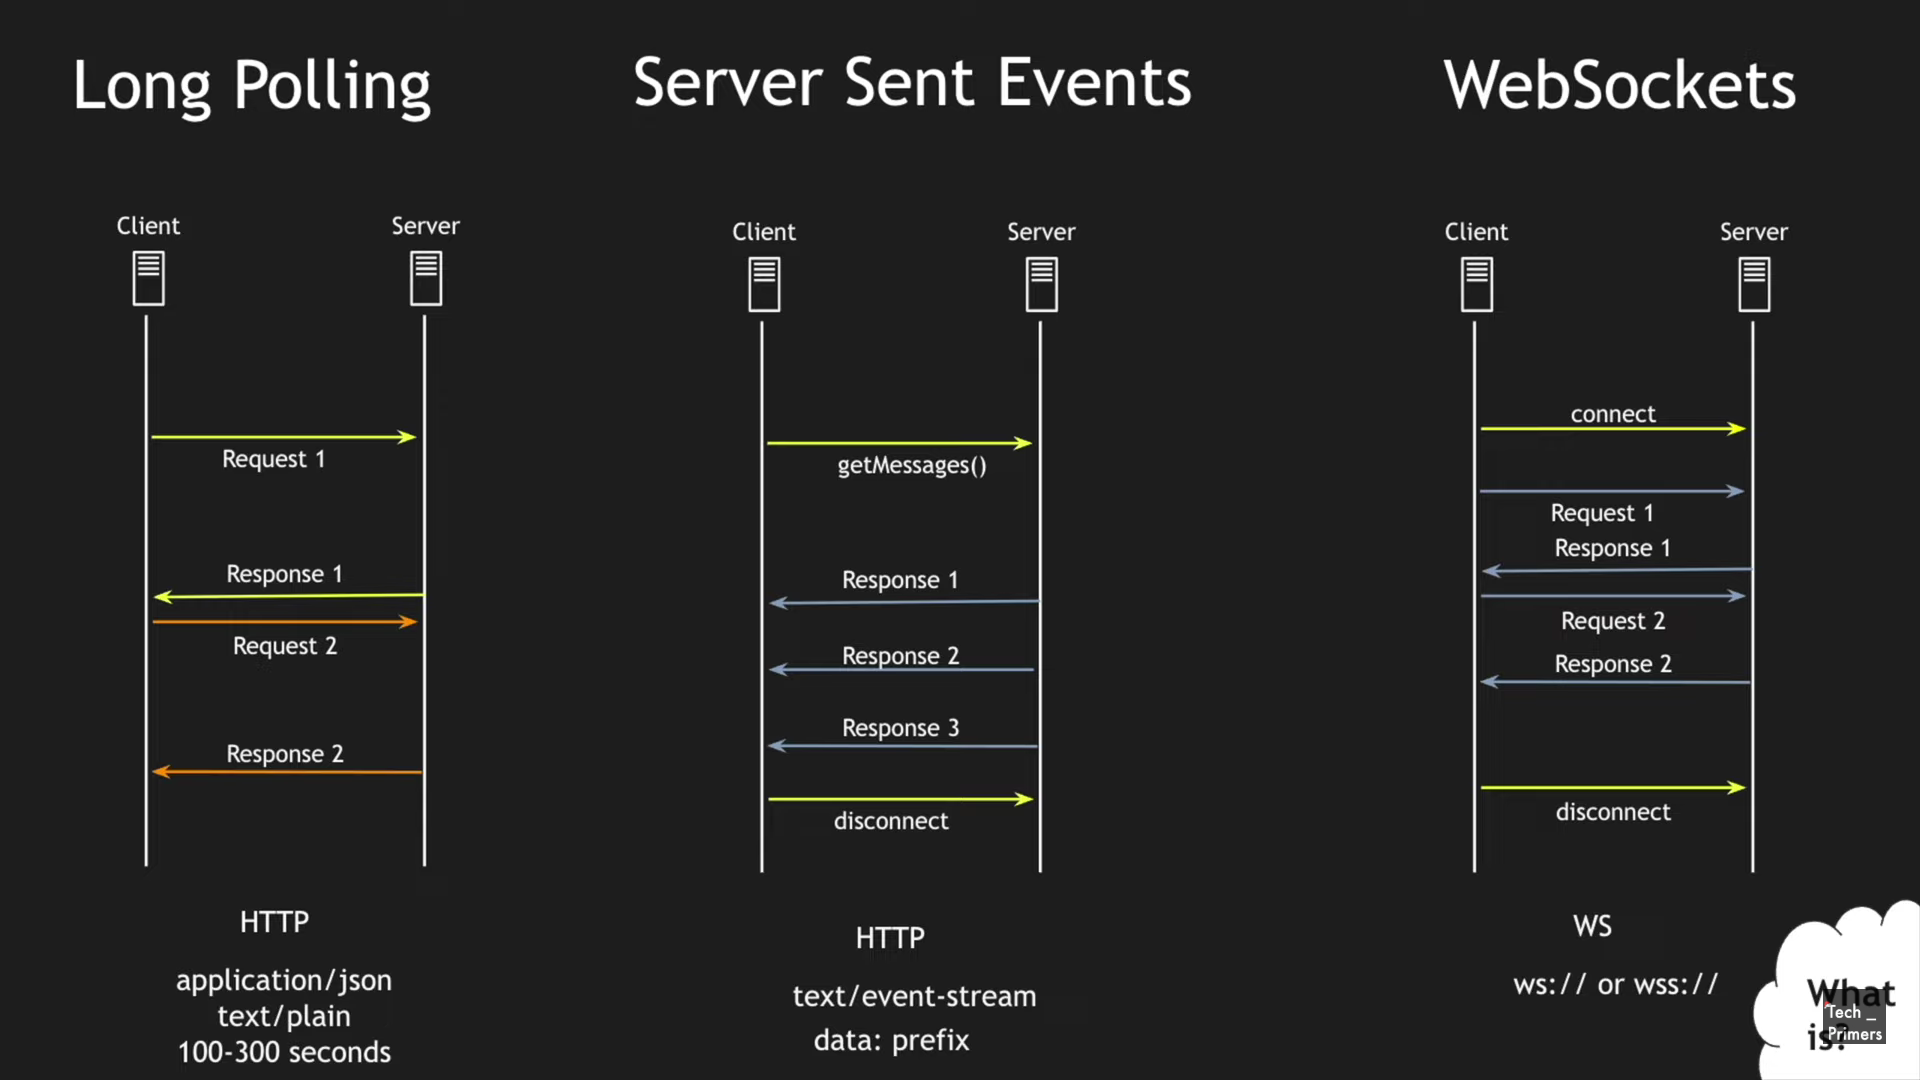 Long Polling
Client
Server
Request 1
Response 1
Request 2
Response 2
HTTP
application/json
text/plain
100-300 seconds
Server Sent Events
Client
Server
getMessages()
Response 1
Response 2
Response 3
disconnect
HTTP
text/event-stream
data: prefix
WebSockets
Client
Server
connect
Request 1
Response 1
Request 2
Response 2
disconnect
WS
ws:// or wss://
What
is?
Tech _
Primers